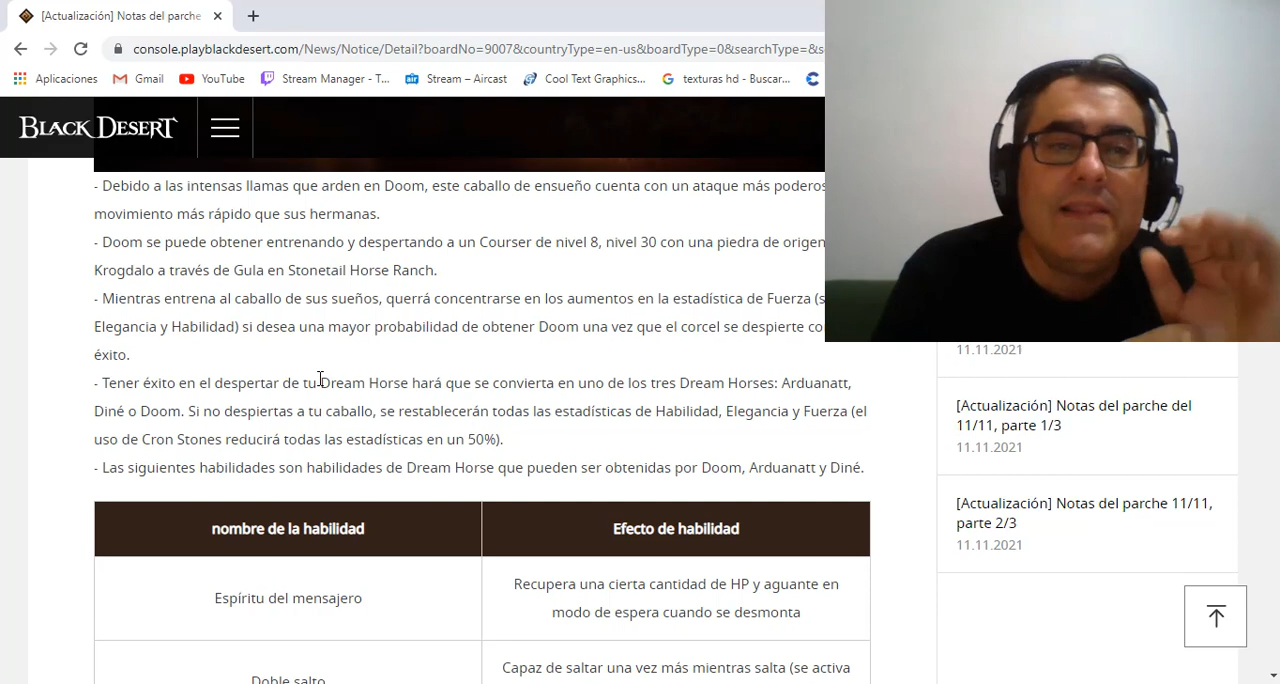 [Actualización] Notas del parche
console.playblackdesert.com/News/Notice/Detail?boardNo=9007&countryType=en-us&boardType=0&searchType=&s
Aplicaciones Gmail YouTube Stream Manager - T... Stream – Aircast Cool Text Graphics... texturas hd - Buscar...
BLACK DESERT
- Debido a las intensas llamas que arden en Doom, este caballo de ensueño cuenta con un ataque más poderos
movimiento más rápido que sus hermanas.
- Doom se puede obtener entrenando y despertando a un Courser de nivel 8, nivel 30 con una piedra de origen
Krogdalo a través de Gula en Stonetail Horse Ranch.
- Mientras entrena al caballo de sus sueños, querrá concentrarse en los aumentos en la estadística de Fuerza (s
Elegancia y Habilidad) si desea una mayor probabilidad de obtener Doom una vez que el corcel se despierte co
éxito.
- Tener éxito en el despertar de tu Dream Horse hará que se convierta en uno de los tres Dream Horses: Arduanatt,
Diné o Doom. Si no despiertas a tu caballo, se restablecerán todas las estadísticas de Habilidad, Elegancia y Fuerza (el
uso de Cron Stones reducirá todas las estadísticas en un 50%).
- Las siguientes habilidades son habilidades de Dream Horse que pueden ser obtenidas por Doom, Arduanatt y Diné.
nombre de la habilidad Efecto de habilidad
Espíritu del mensajero
Recupera una cierta cantidad de HP y aguante en
modo de espera cuando se desmonta
Doble salto
Capaz de saltar una vez más mientras salta (se activa
11.11.2021
[Actualización] Notas del parche del
11/11, parte 1/3
11.11.2021
[Actualización] Notas del parche 11/11,
parte 2/3
11.11.2021